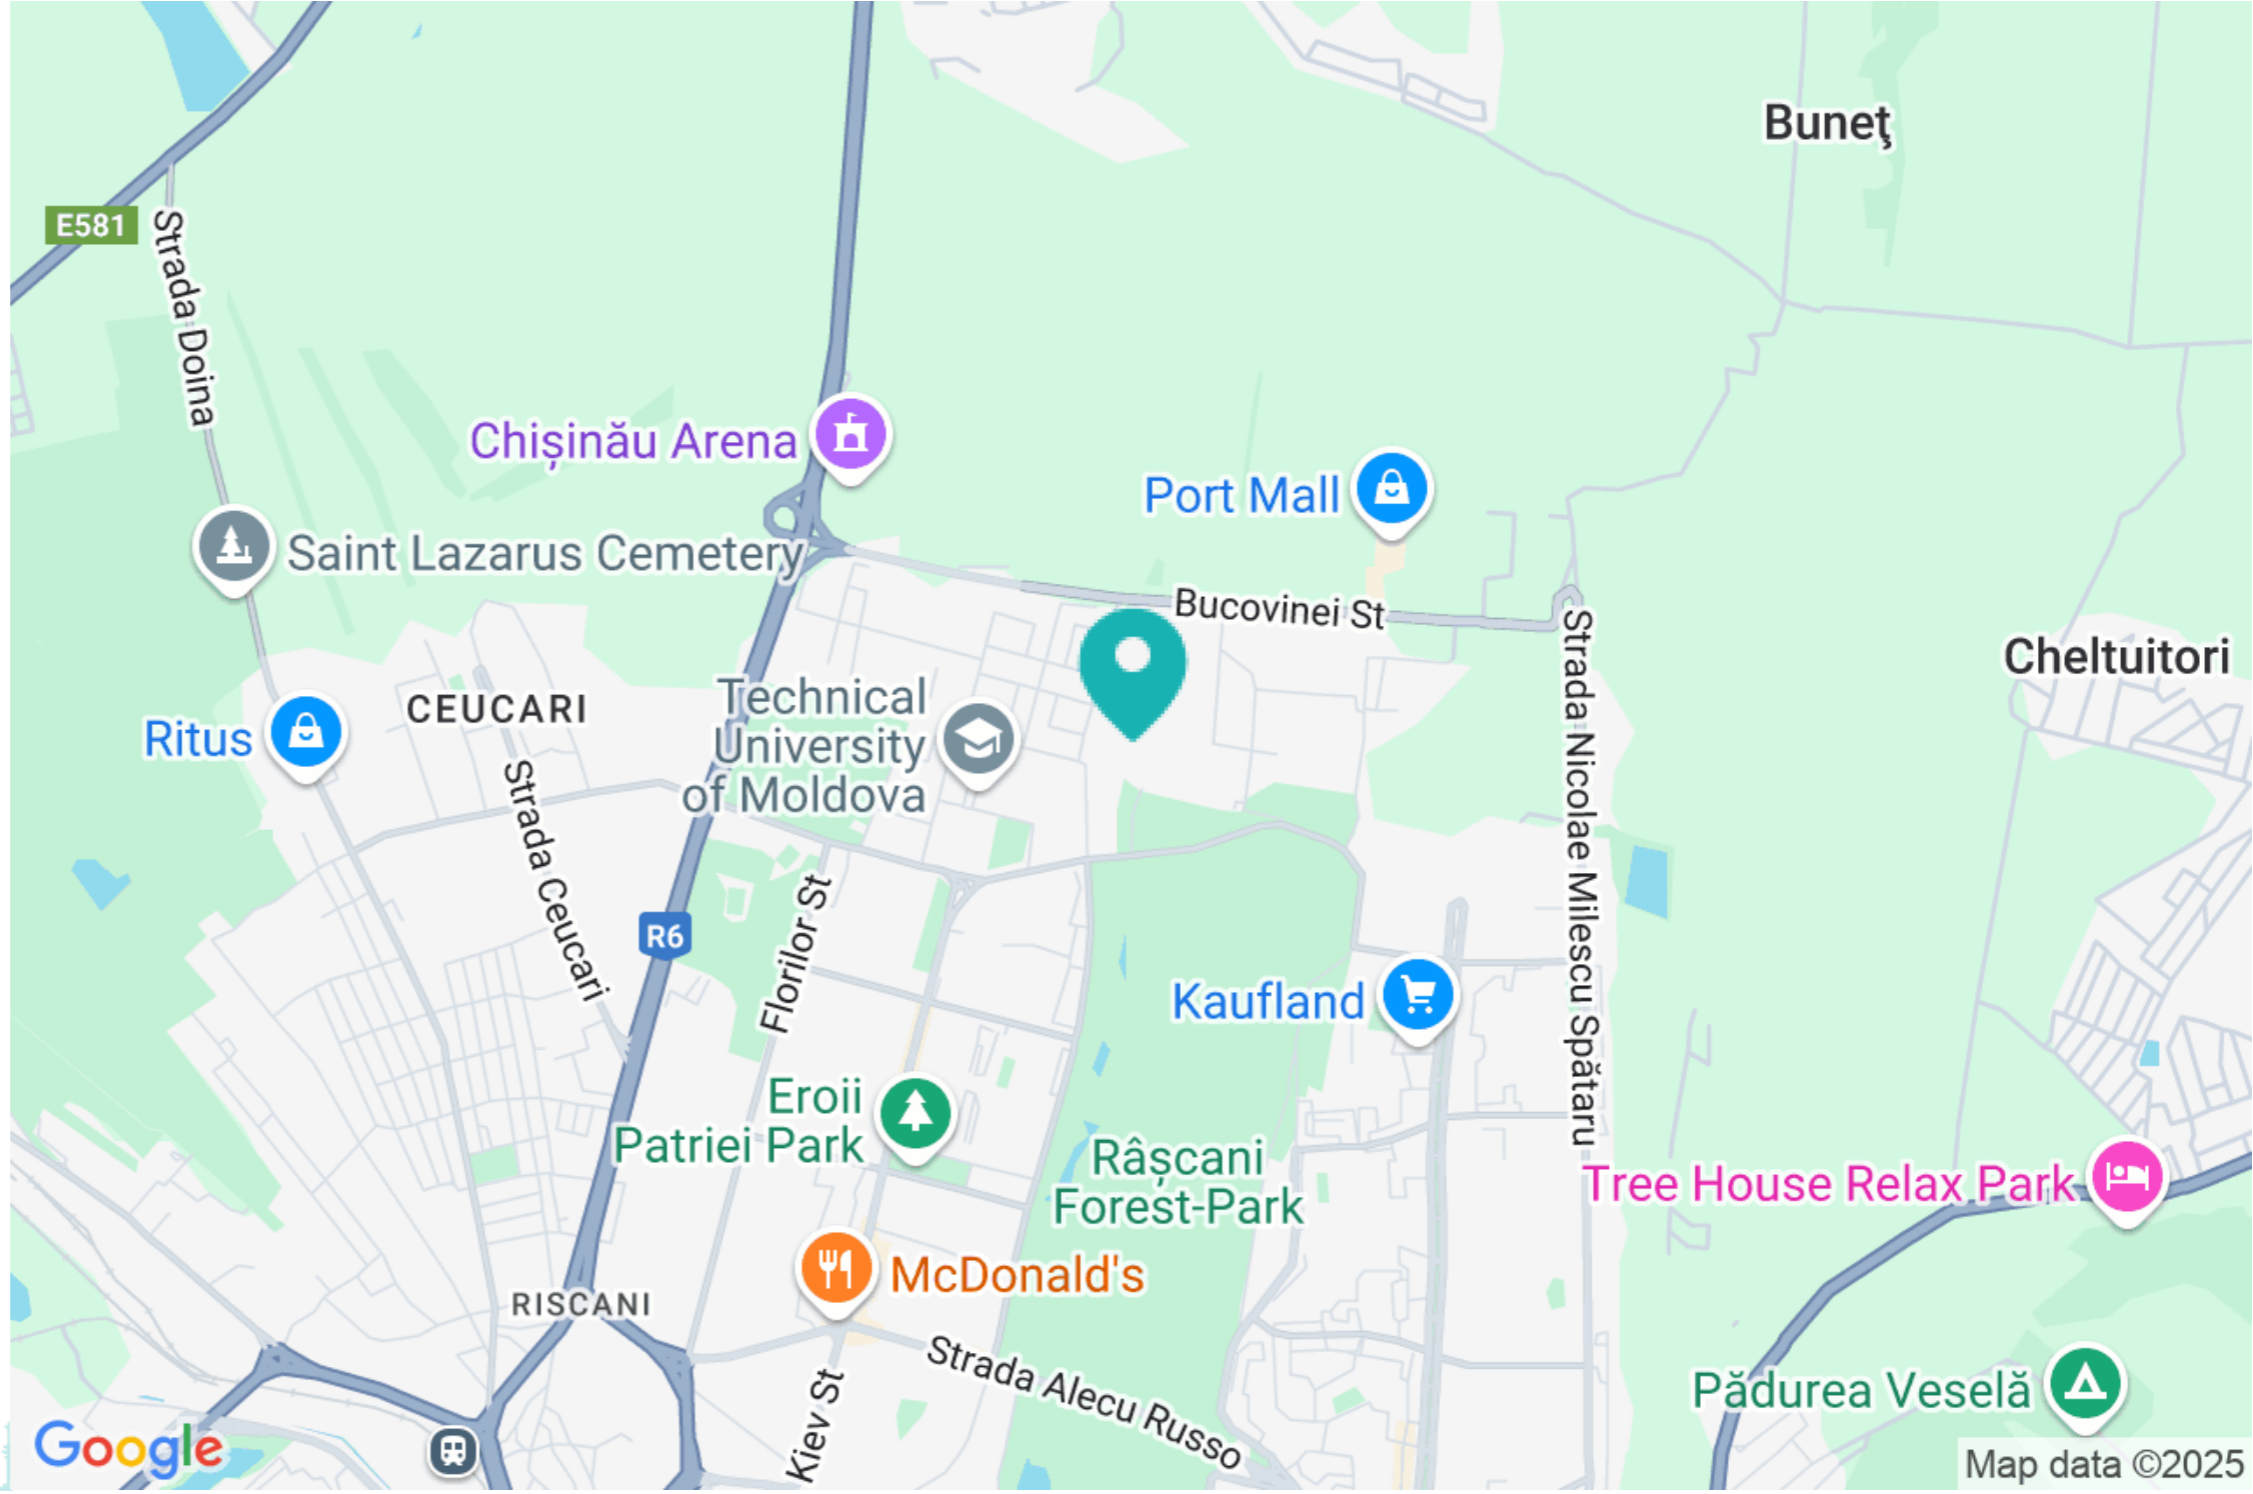 Buneţ
E581
Strada Doina
Chișinău Arena
Port Mall
Saint Lazarus Cemetery
Bucovinei St
Strada Nicolae Milescu Spătaru
Cheltuitori
CEUCARI
Technical
University
of Moldova
Ritus
Strada Ceucari
Florilor St
R6
Kaufland
Eroii
Patriei Park
Râșcani
Forest-Park
Tree House Relax Park
McDonald's
RISCANI
Strada Alecu Russo
Kiev St
Pădurea Veselă
Google
Map data ©2025